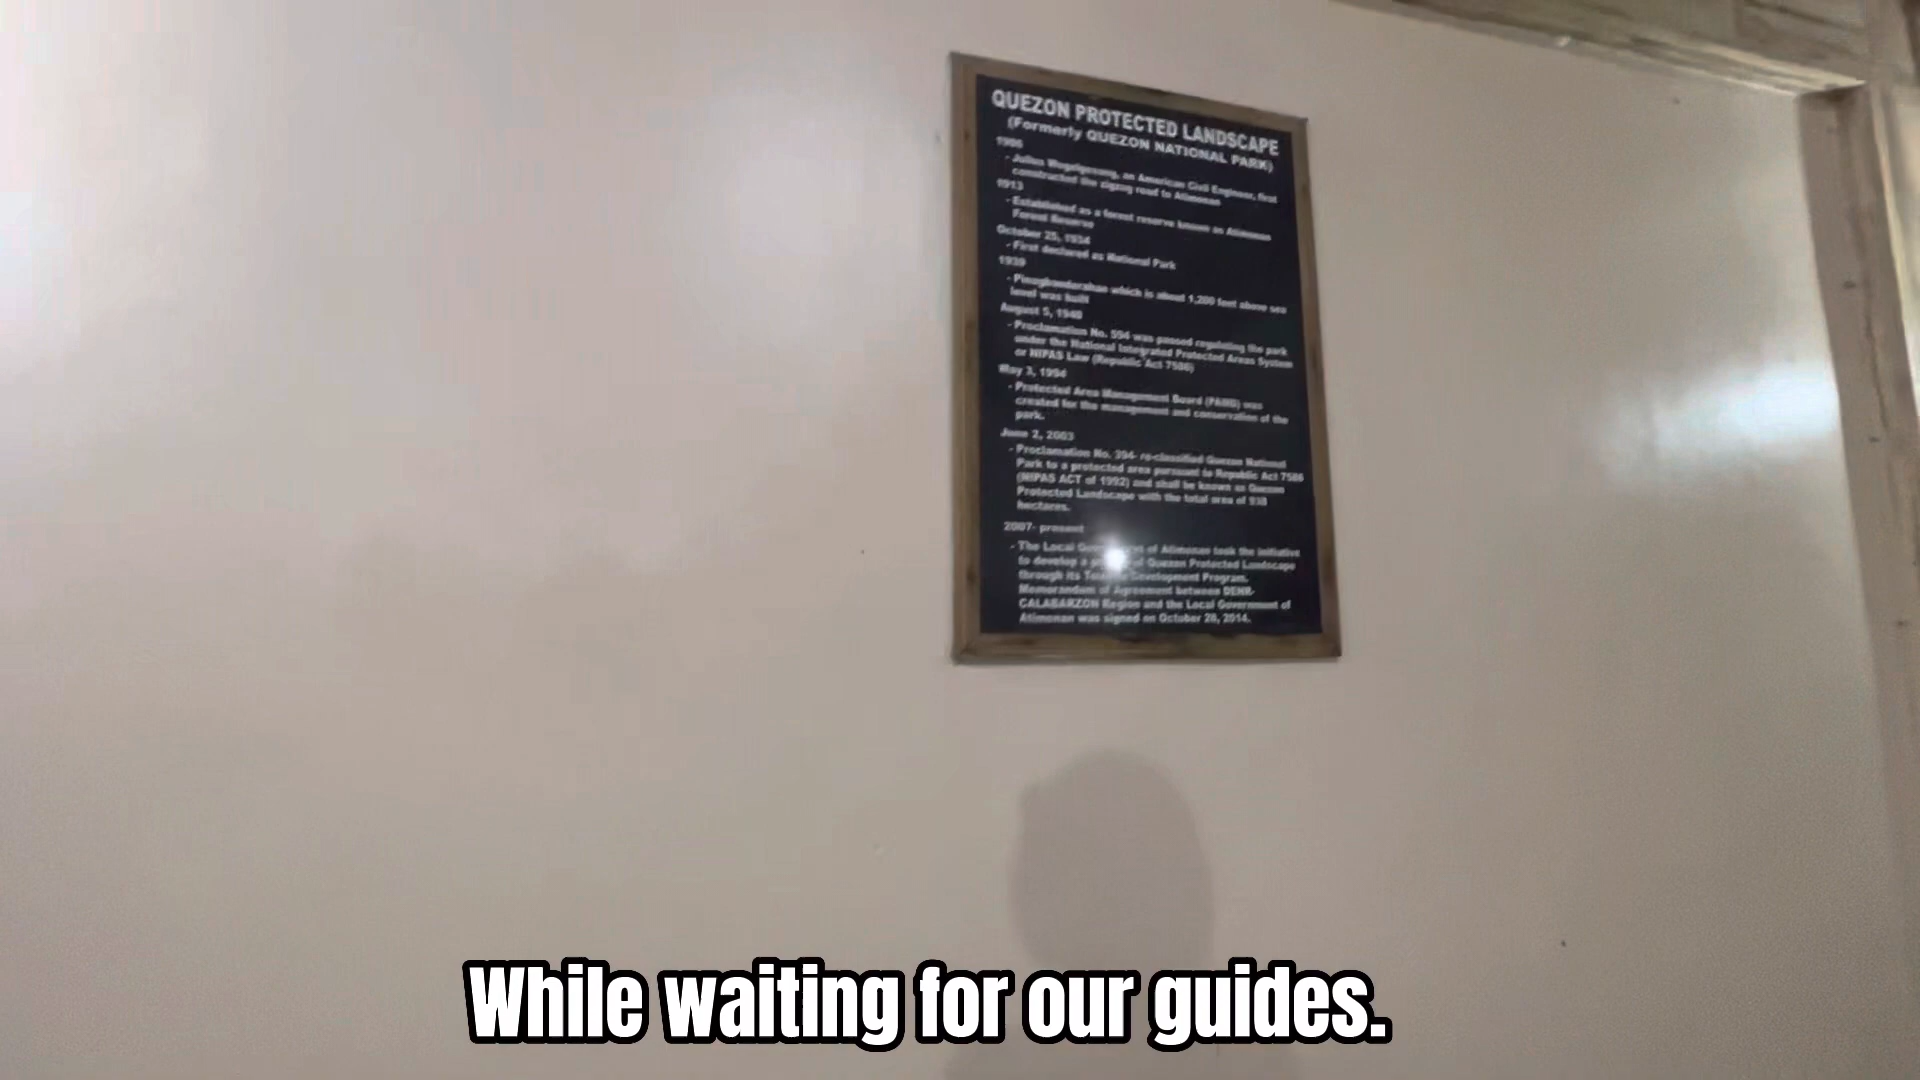 QUEZON PROTECTED LANDSCAPE
(Formerly QUEZON NATIONAL PARK)
an American Civil Engineer, first
constructed the zigzag road to Atimonan
1913
- Established as a forest reserve known as Atimonan
Forest Reserve
October 25, 1934
- First declared as National Park
1939
- Pinagbanderahan which is about 1,200 feet above sea
level was built
August 5, 1940
- Proclamation No. 594 was passed regulating the park
under the National Integrated Protected Areas System
or NIPAS Law (Republic Act 7586)
May 3, 1994
- Protected Area Management Board (PAMB) was
created for the management and conservation of the
park.
June 2, 2003
- Proclamation No. 394- re-classified Quezon National
Park to a protected area pursuant to Republic Act 7586
(NIPAS ACT of 1992) and shall be known as Quezon
Protected Landscape with the total area of 938
hectares.
2007- present
- The Local of Atimonan took the initiative
to develop a of Quezon Protected Landscape
through its Development Program.
Memorandum of Agreement between DENR-
CALABARZON Region and the Local Government of
Atimonan was signed on October 28, 2014.
While waiting for our guides.